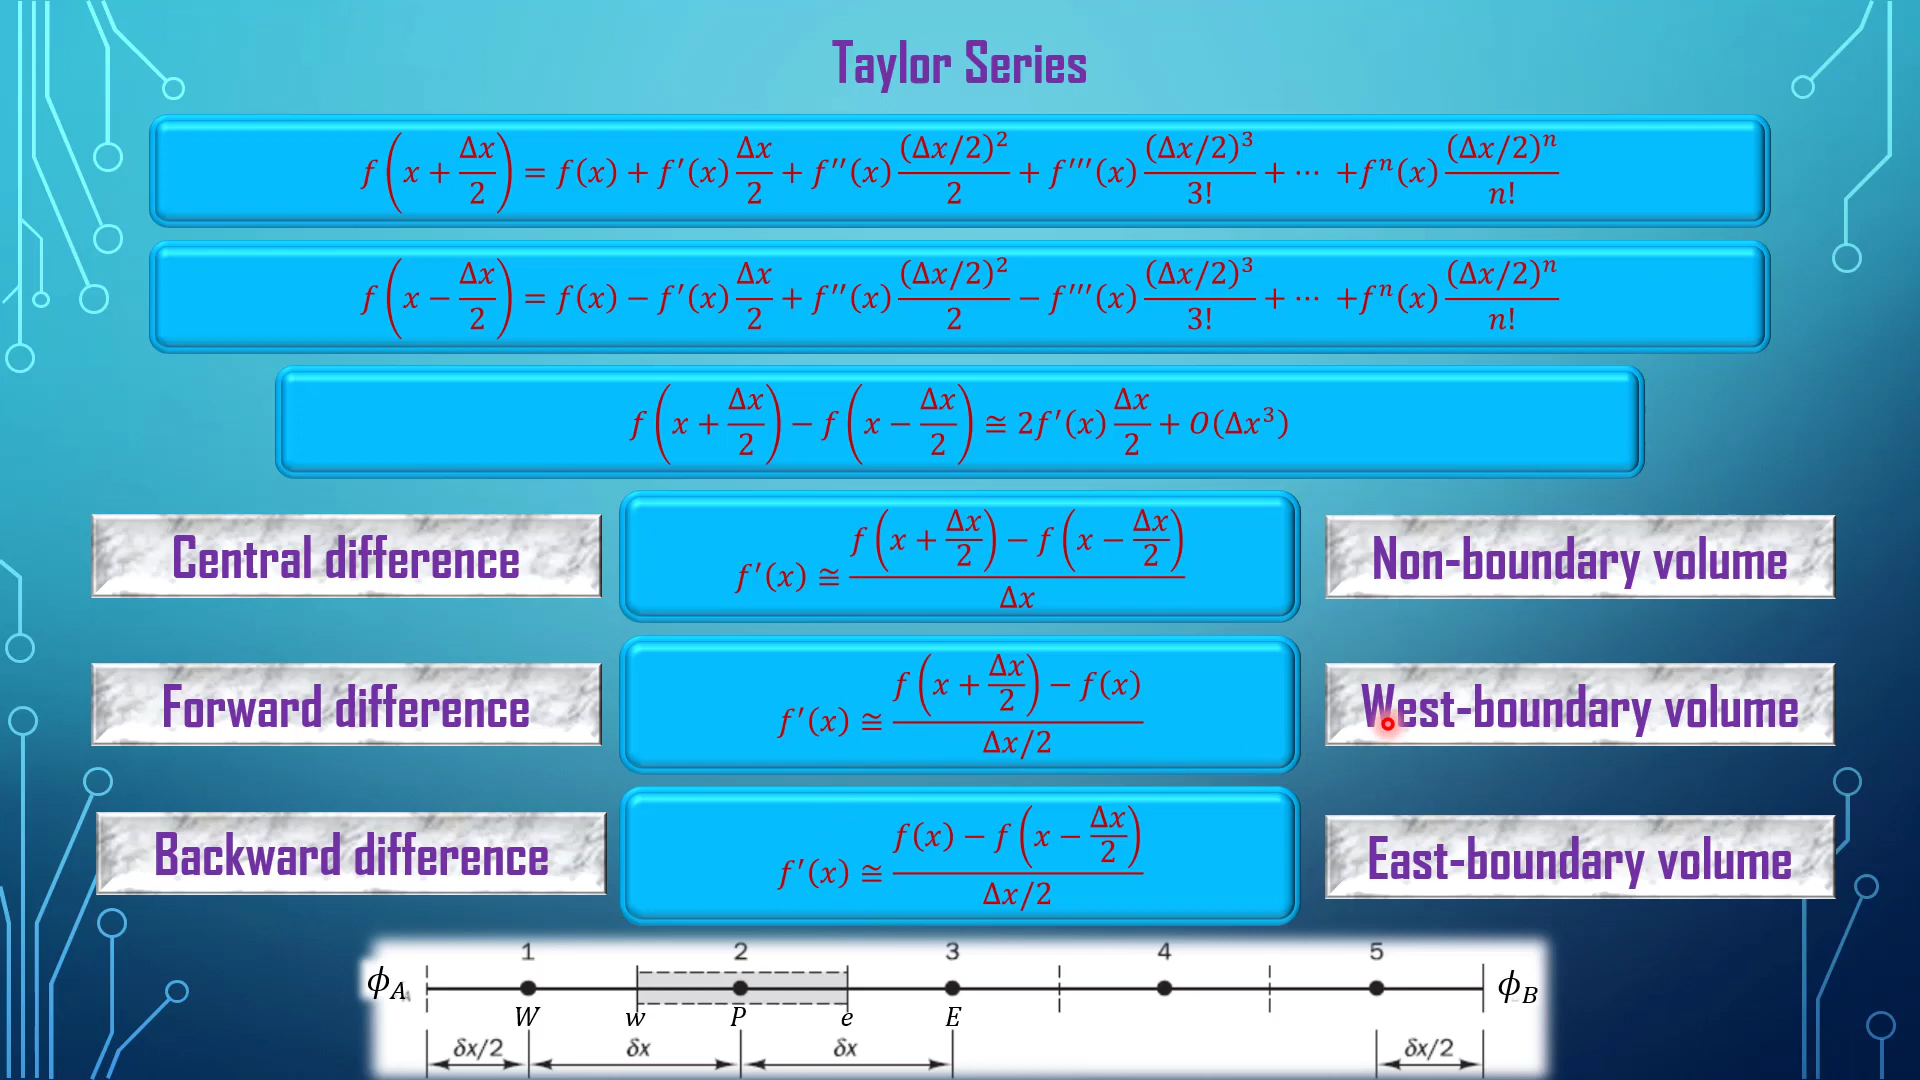 Taylor Series
f(x + Δx/2) = f(x) + f′(x) Δx/2 + f′′(x) (Δx/2)²/2 + f′′′(x) (Δx/2)³/3! + ⋯ + fⁿ(x) (Δx/2)ⁿ/n!
f(x − Δx/2) = f(x) − f′(x) Δx/2 + f′′(x) (Δx/2)²/2 − f′′′(x) (Δx/2)³/3! + ⋯ + fⁿ(x) (Δx/2)ⁿ/n!
f(x + Δx/2) − f(x − Δx/2) ≅ 2f′(x) Δx/2 + O(Δx³)
Central difference
f′(x) ≅ (f(x + Δx/2) − f(x − Δx/2)) / Δx
Non-boundary volume
Forward difference
f′(x) ≅ (f(x + Δx/2) − f(x)) / (Δx/2)
West-boundary volume
Backward difference
f′(x) ≅ (f(x) − f(x − Δx/2)) / (Δx/2)
East-boundary volume
1 2 3 4 5
ϕA ϕB
W w P e E
δx/2 δx δx δx/2